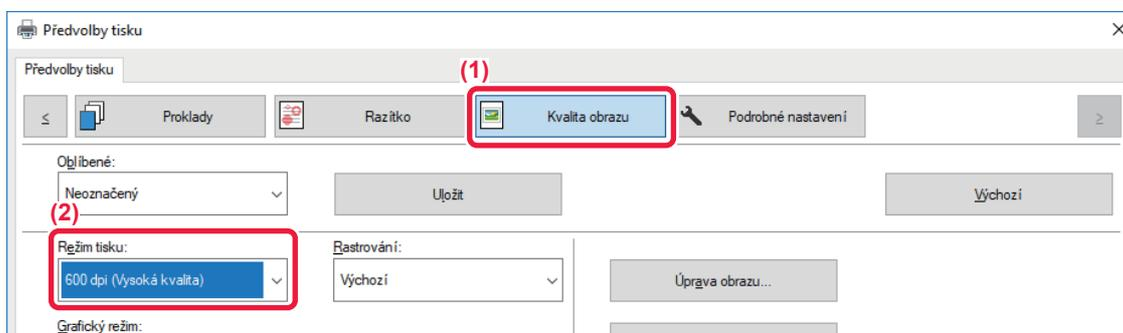 Předvolby tisku
Předvolby tisku
(1)
≤ Proklady Razítko Kvalita obrazu Podrobné nastavení ≥
Oblíbené:
Neoznačený Uložit Výchozí
(2)
Režim tisku: Rastrování:
600 dpi (Vysoká kvalita) Výchozí Úprava obrazu...
Grafický režim: